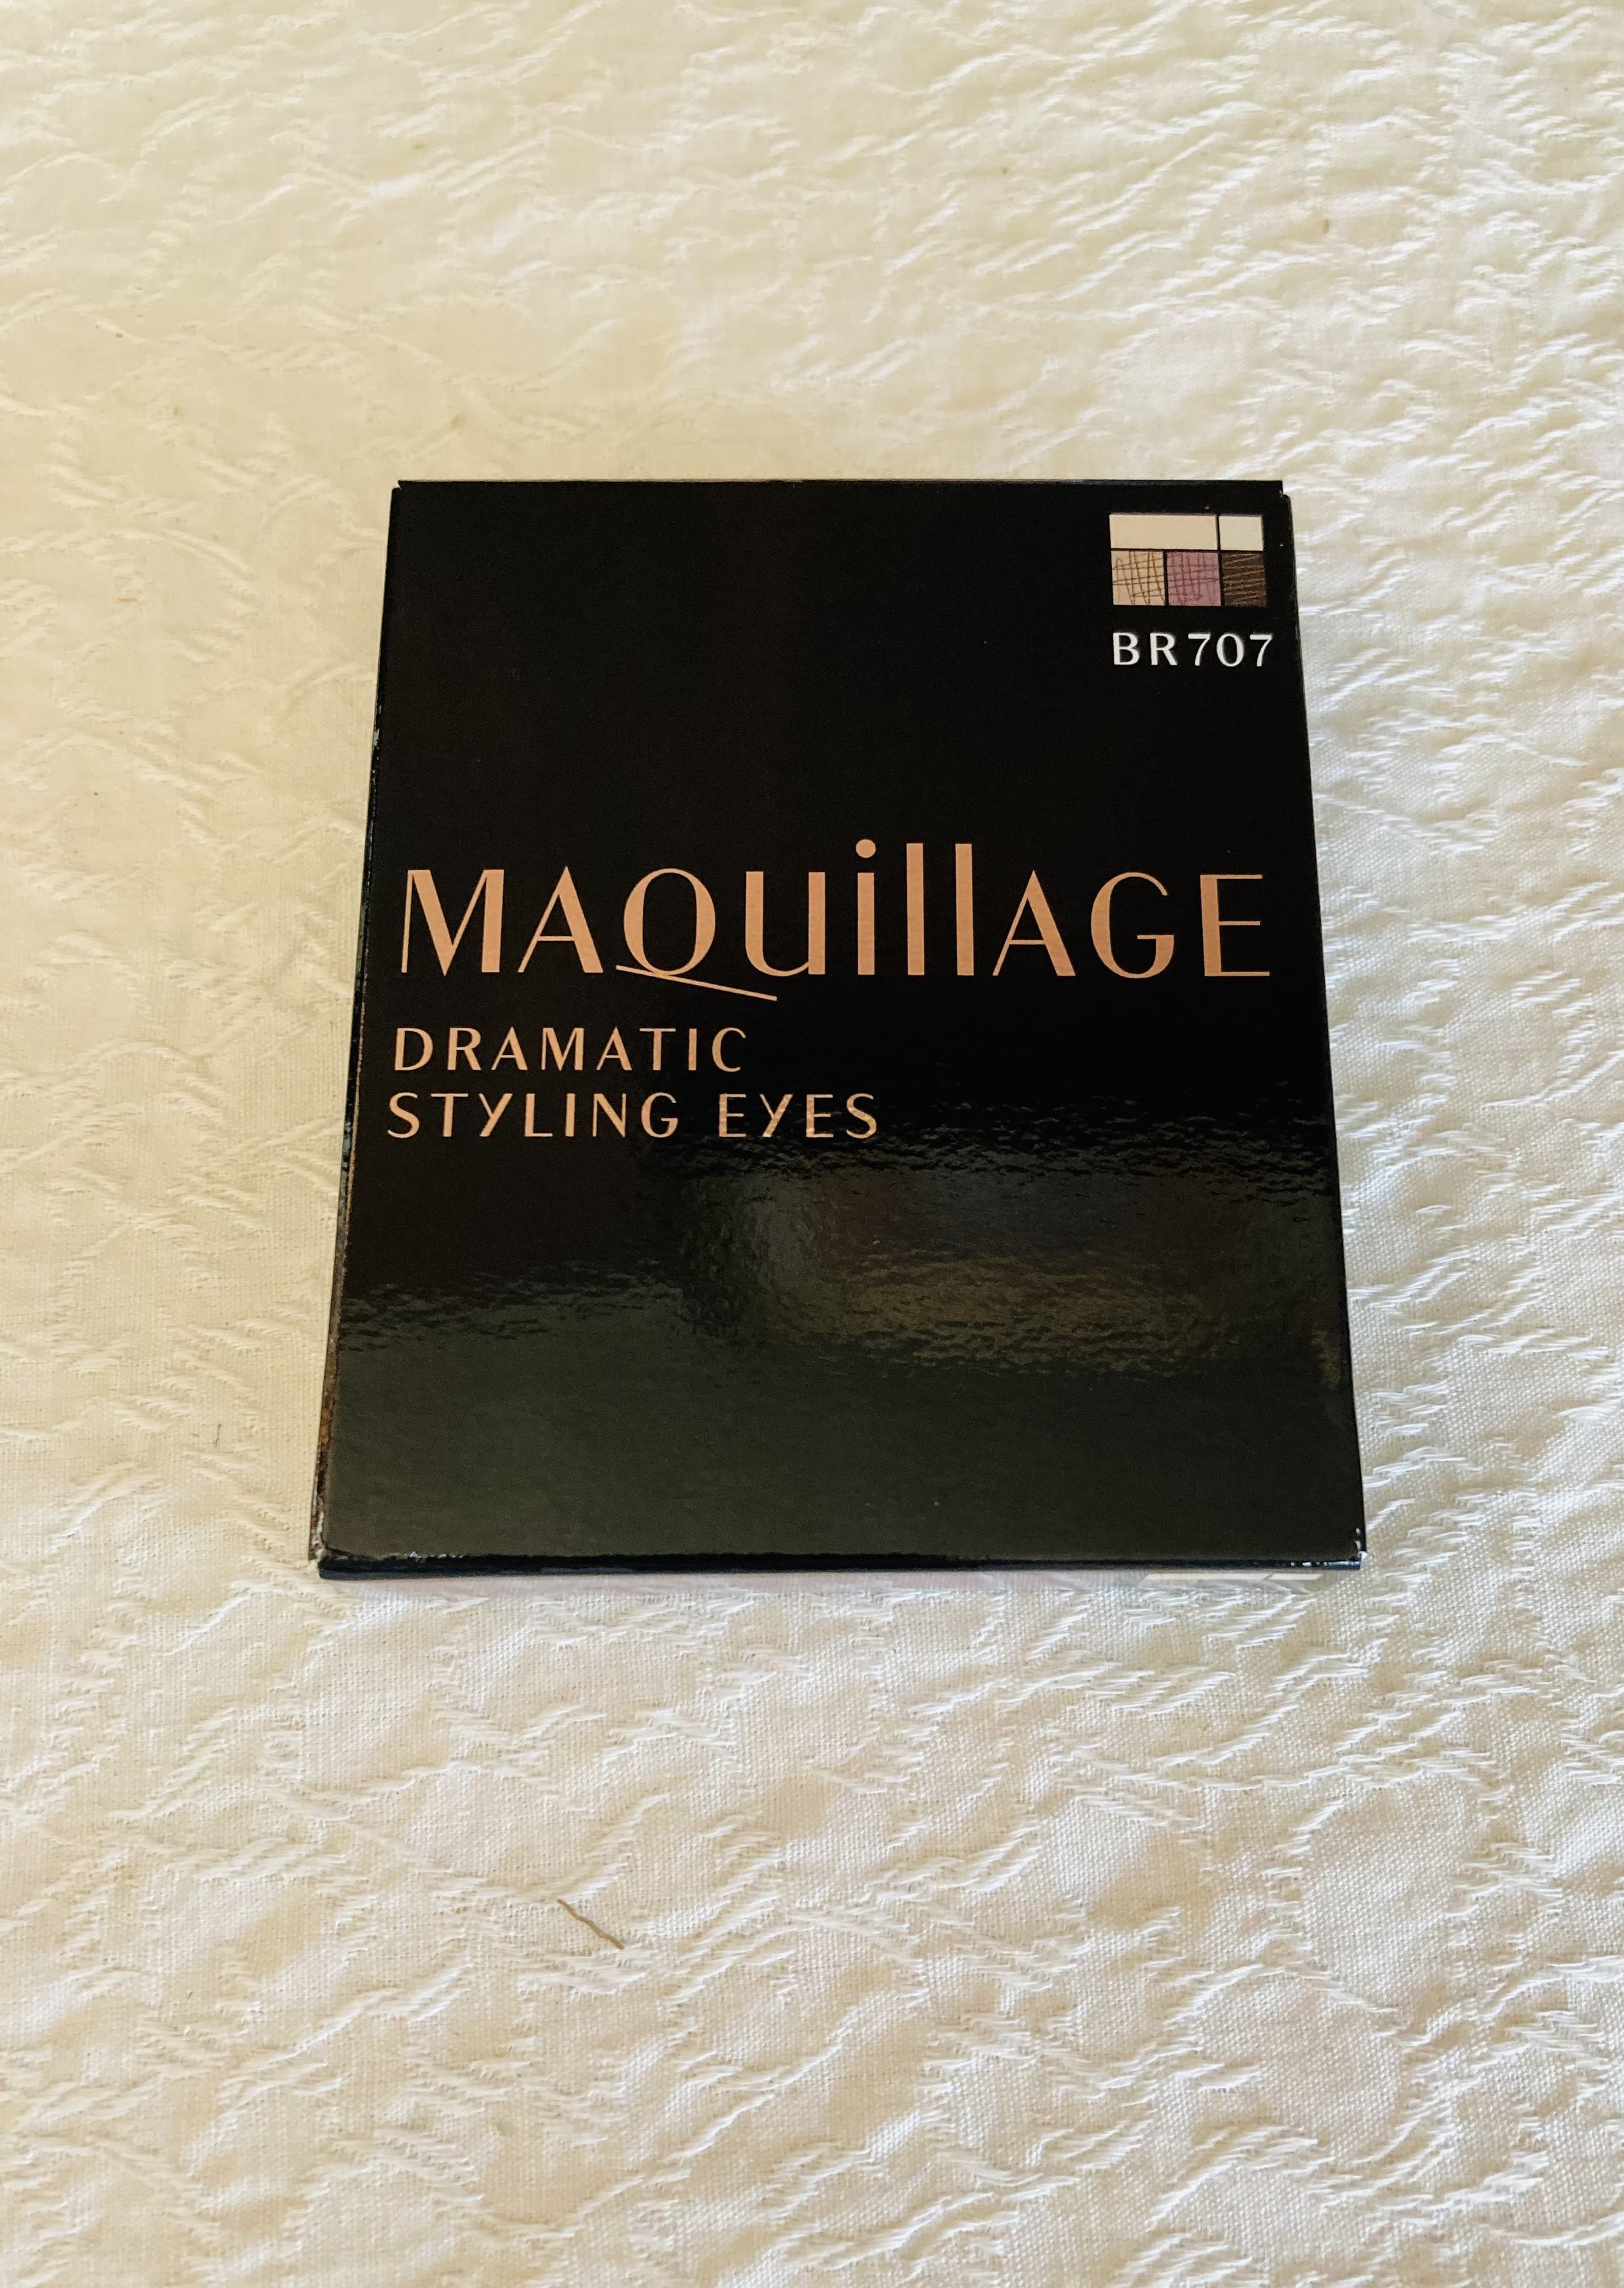 BR707
MAQuillAGE
DRAMATIC
STYLING EYES